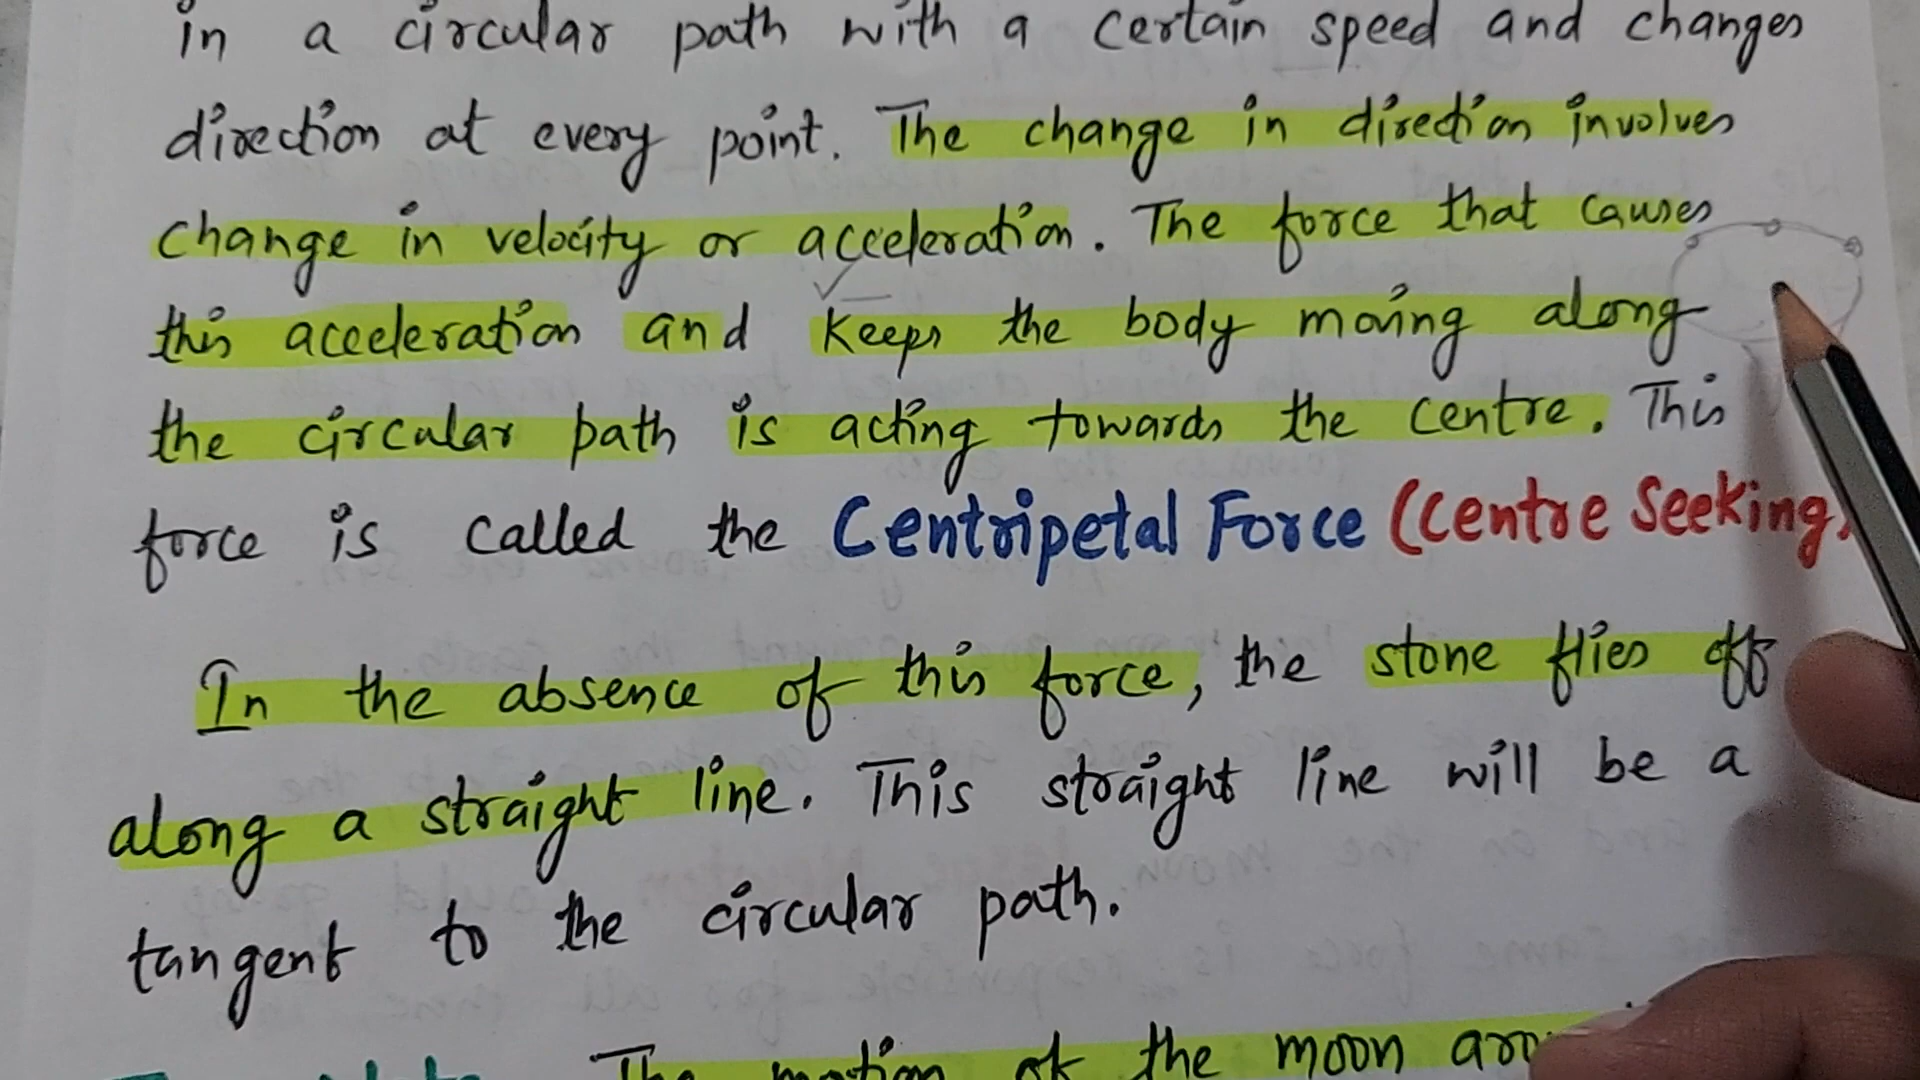 in a circular path with a certain speed and changes
direction at every point. The change in direction involves
change in velocity or acceleration. The force that causes
this acceleration and keeps the body moving along
the circular path is acting towards the centre. This
force is called the Centripetal Force (Centre Seeking)
In the absence of this force, the stone flies off
along a straight line. This straight line will be a
tangent to the circular path.
The motion of the moon